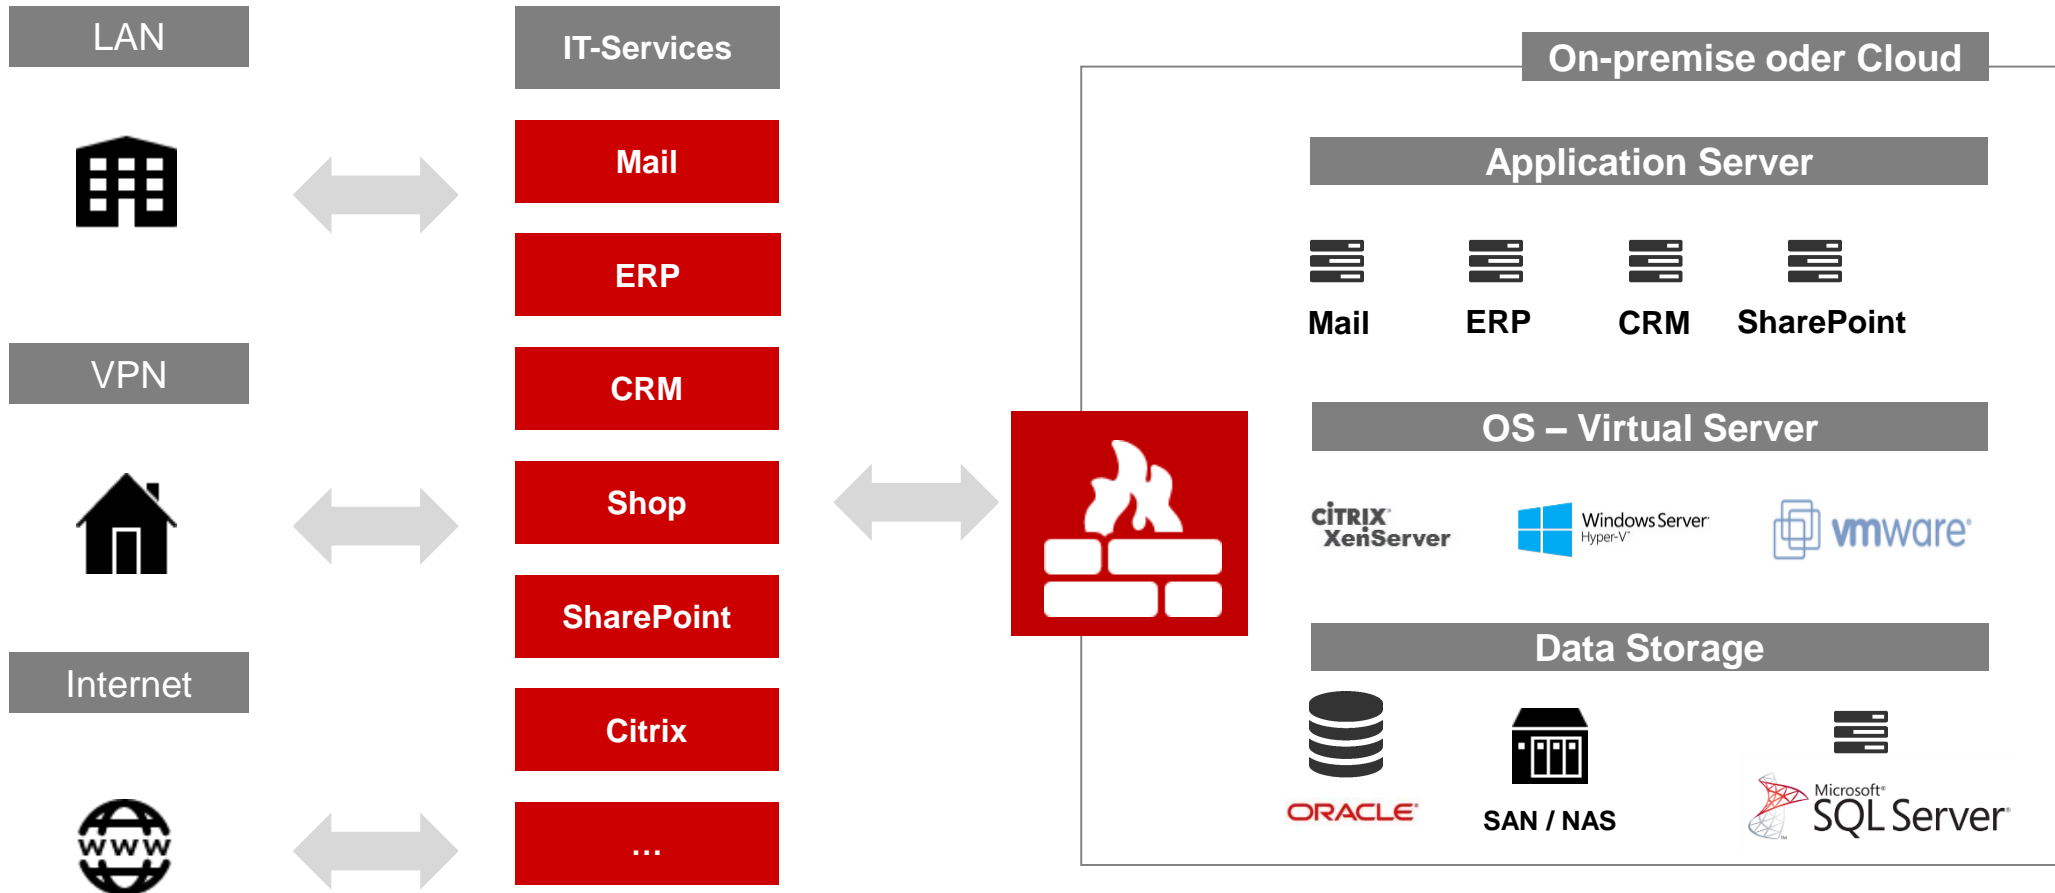 LAN
VPN
Internet
WWW
IT-Services
Mail
ERP
CRM
Shop
SharePoint
Citrix
...
On-premise oder Cloud
Application Server
Mail ERP CRM SharePoint
OS – Virtual Server
CiTRIX®
XenServer
Windows Server®
Hyper-V™
vmware®
Data Storage
ORACLE®
SAN / NAS
Microsoft®
SQL Server®